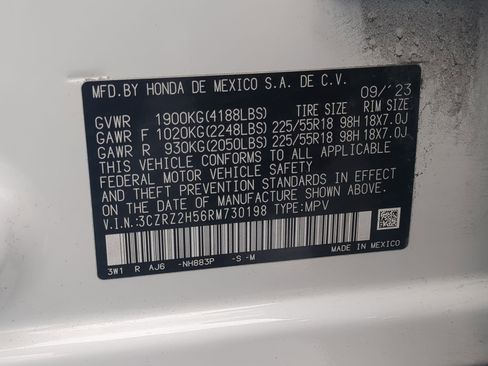 MFD.BY HONDA DE MEXICO S.A. DE C.V. 09/'23
GVWR 1900KG(4188LBS) TIRE SIZE RIM SIZE
GAWR F 1020KG(2248LBS) 225/55R18 98H 18X7.0J
GAWR R 930KG(2050LBS) 225/55R18 98H 18X7.0J
THIS VEHICLE CONFORMS TO ALL APPLICABLE
FEDERAL MOTOR VEHICLE SAFETY
AND THEFT PREVENTION STANDARDS IN EFFECT
ON THE DATE OF MANUFACTURE SHOWN ABOVE.
V.I.N.:3CZRZ2H56RM730198 TYPE:MPV
MADE IN MEXICO
3W1 R AJ6 -NH883P -S -M